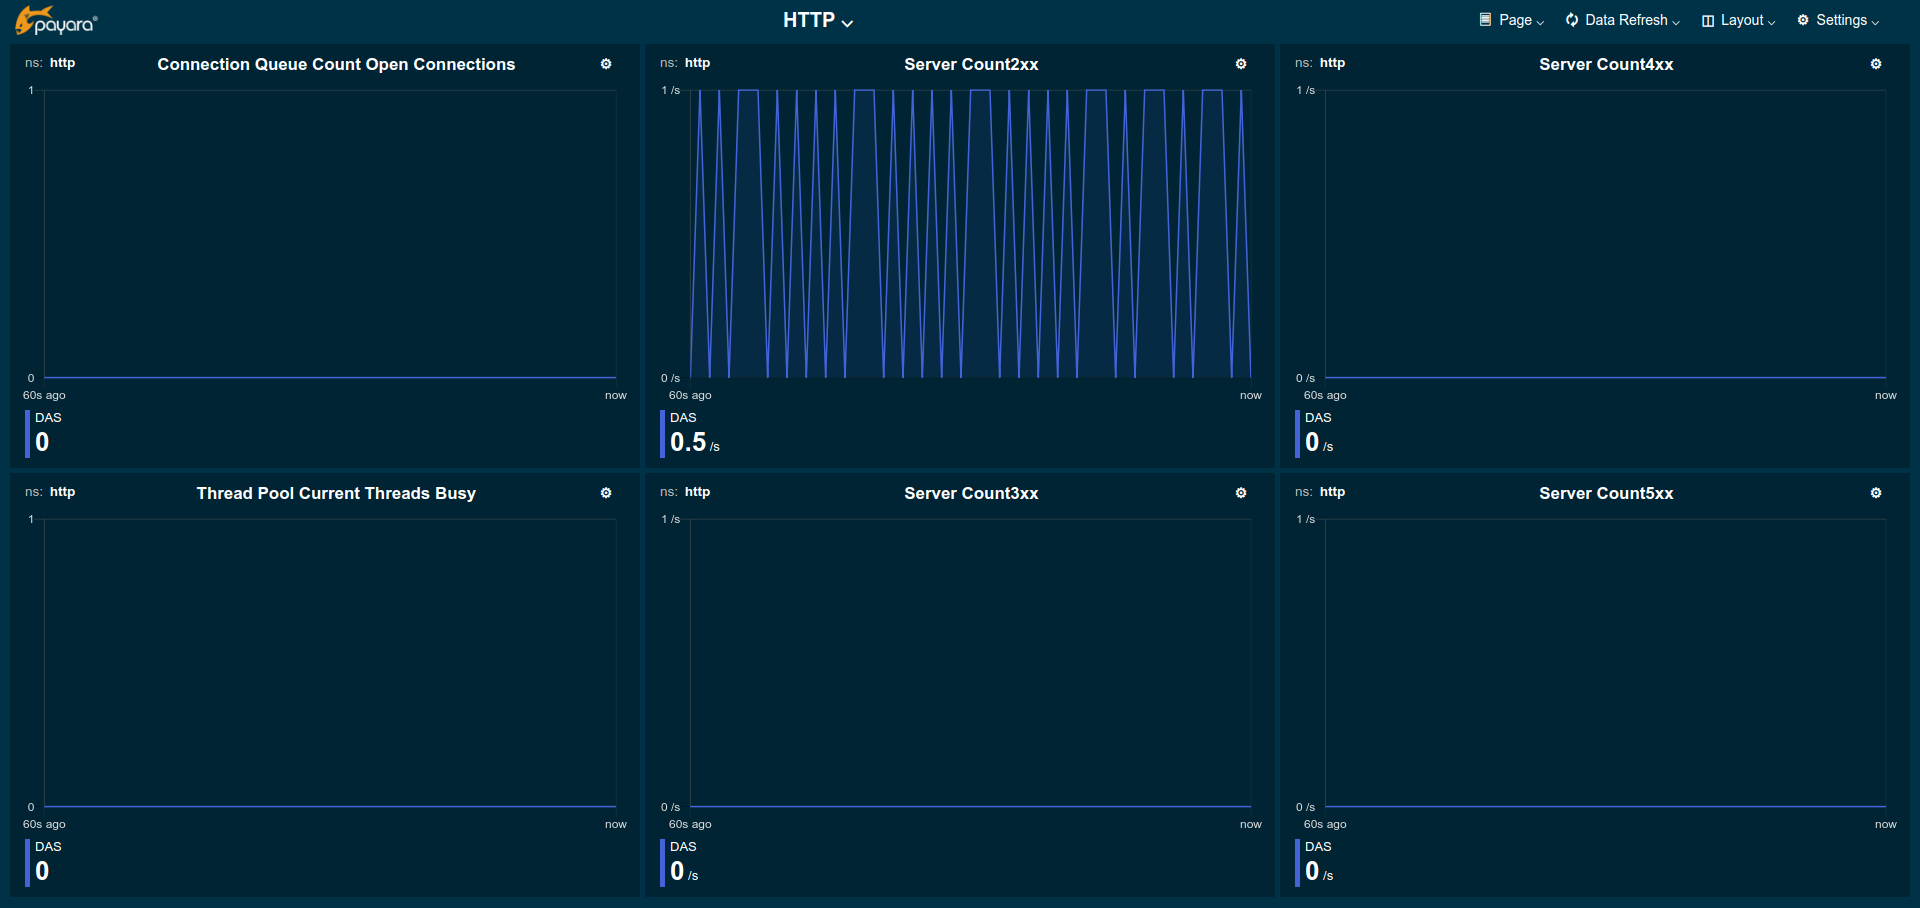 payara®
HTTP
Page
Data Refresh
Layout
Settings
ns: http
Connection Queue Count Open Connections
1
0
60s ago
now
DAS
0
ns: http
Server Count2xx
1 /s
0 /s
60s ago
now
DAS
0.5 /s
ns: http
Server Count4xx
1 /s
0 /s
60s ago
now
DAS
0 /s
ns: http
Thread Pool Current Threads Busy
1
0
60s ago
now
DAS
0
ns: http
Server Count3xx
1 /s
0 /s
60s ago
now
DAS
0 /s
ns: http
Server Count5xx
1 /s
0 /s
60s ago
now
DAS
0 /s